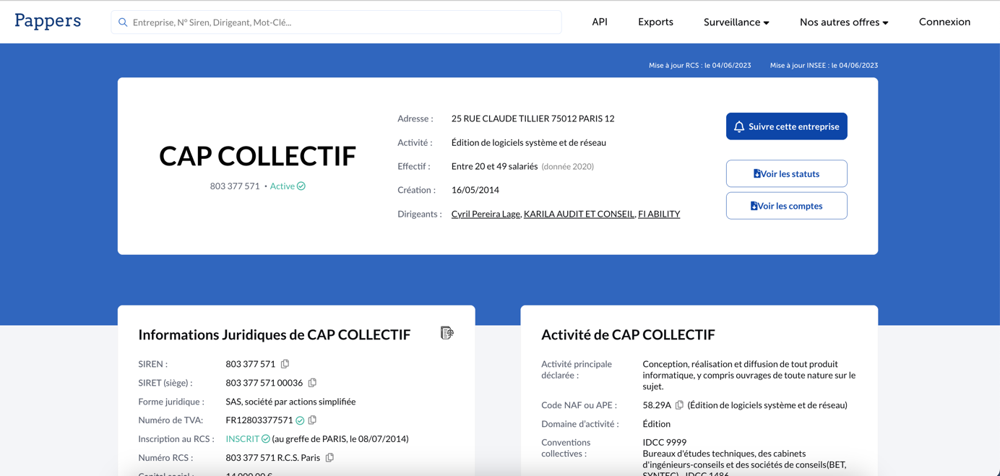 Pappers
Entreprise, N° Siren, Dirigeant, Mot-Clé...
API
Exports
Surveillance
Nos autres offres
Connexion
Mise à jour RCS : le 04/06/2023
Mise à jour INSEE : le 04/06/2023
CAP COLLECTIF
803 377 571 • Active
Adresse : 25 RUE CLAUDE TILLIER 75012 PARIS 12
Activité : Édition de logiciels système et de réseau
Effectif : Entre 20 et 49 salariés (donnée 2020)
Création : 16/05/2014
Dirigeants : Cyril Pereira Lage, KARILA AUDIT ET CONSEIL, FI ABILITY
Suivre cette entreprise
Voir les statuts
Voir les comptes
Informations Juridiques de CAP COLLECTIF
SIREN : 803 377 571
SIRET (siège) : 803 377 571 00036
Forme juridique : SAS, société par actions simplifiée
Numéro de TVA: FR12803377571
Inscription au RCS : INSCRIT (au greffe de PARIS, le 08/07/2014)
Numéro RCS : 803 377 571 R.C.S. Paris
Capital social : 14 000,00 €
Activité de CAP COLLECTIF
Activité principale
déclarée :
Conception, réalisation et diffusion de tout produit
informatique, y compris ouvrages de toute nature sur le
sujet.
Code NAF ou APE : 58.29A (Édition de logiciels système et de réseau)
Domaine d'activité : Édition
Conventions
collectives :
IDCC 9999
Bureaux d'études techniques, des cabinets
d'ingénieurs-conseils et des sociétés de conseils(BET,
SYNTEC) - IDCC 1486